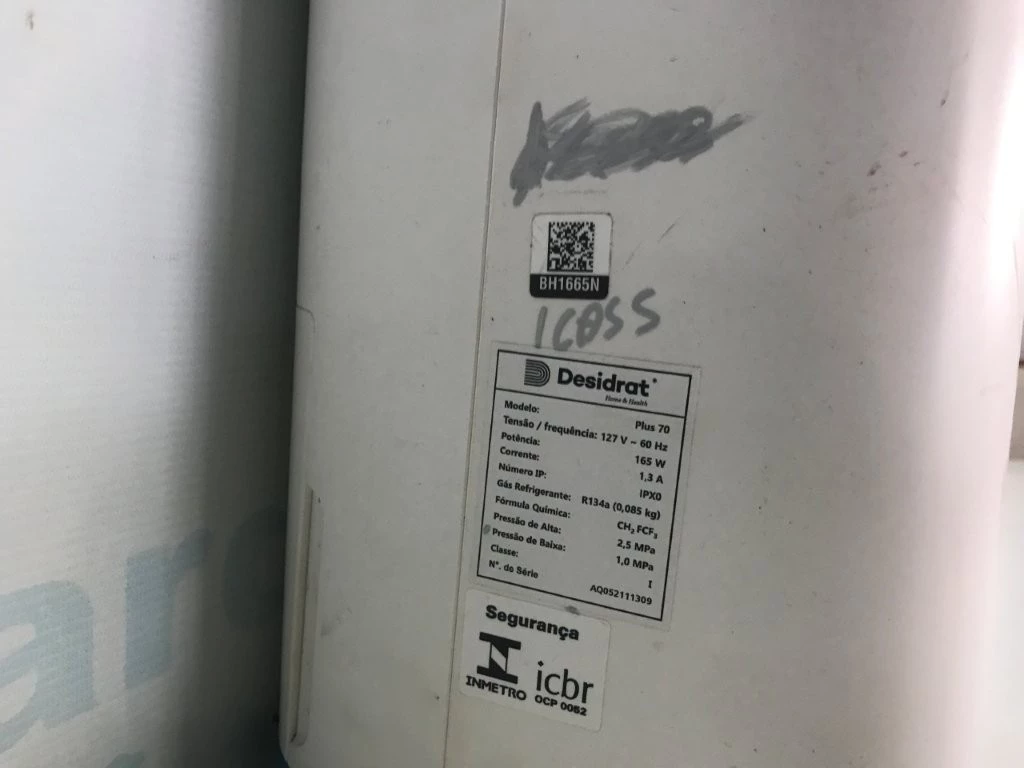 BH1665N
Desidrat
Home & Health
Modelo: Plus 70
Tensão / frequência: 127 V ~ 60 Hz
Potência: 165 W
Corrente: 1,3 A
Número IP: IPX0
Gás Refrigerante: R134a (0,085 kg)
Fórmula Química: CH₂FCF₃
Pressão de Alta: 2,5 MPa
Pressão de Baixa: 1,0 MPa
Classe: I
N°. de Série AQ052111309
Segurança
INMETRO
icbr
OCP 0052